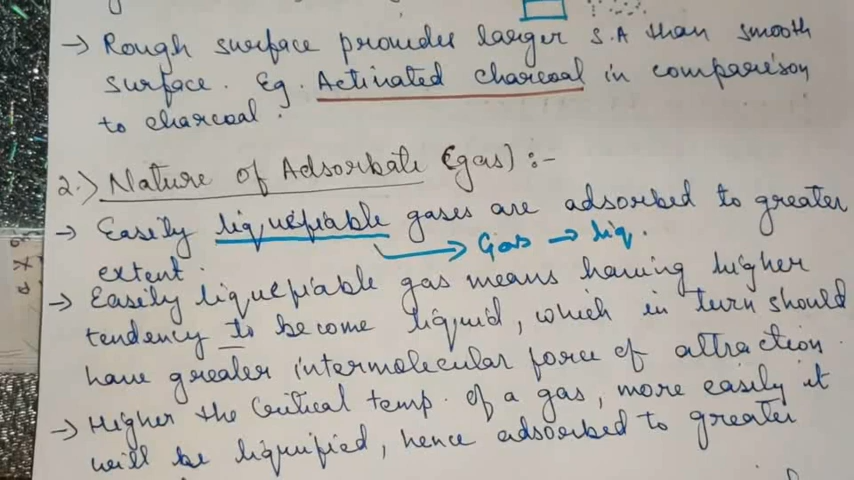 → Rough surface provides larger S.A than smooth
surface. Eg. Activated charcoal in comparison
to charcoal.
2.) Nature of Adsorbate (gas) :-
→ Easily liquefiable gases are adsorbed to greater
extent. Gas → liq.
→ Easily liquefiable gas means having higher
tendency to become liquid, which in turn should
have greater intermolecular force of attraction.
→ Higher the critical temp. of a gas, more easily it
will be liquified, hence adsorbed to greater